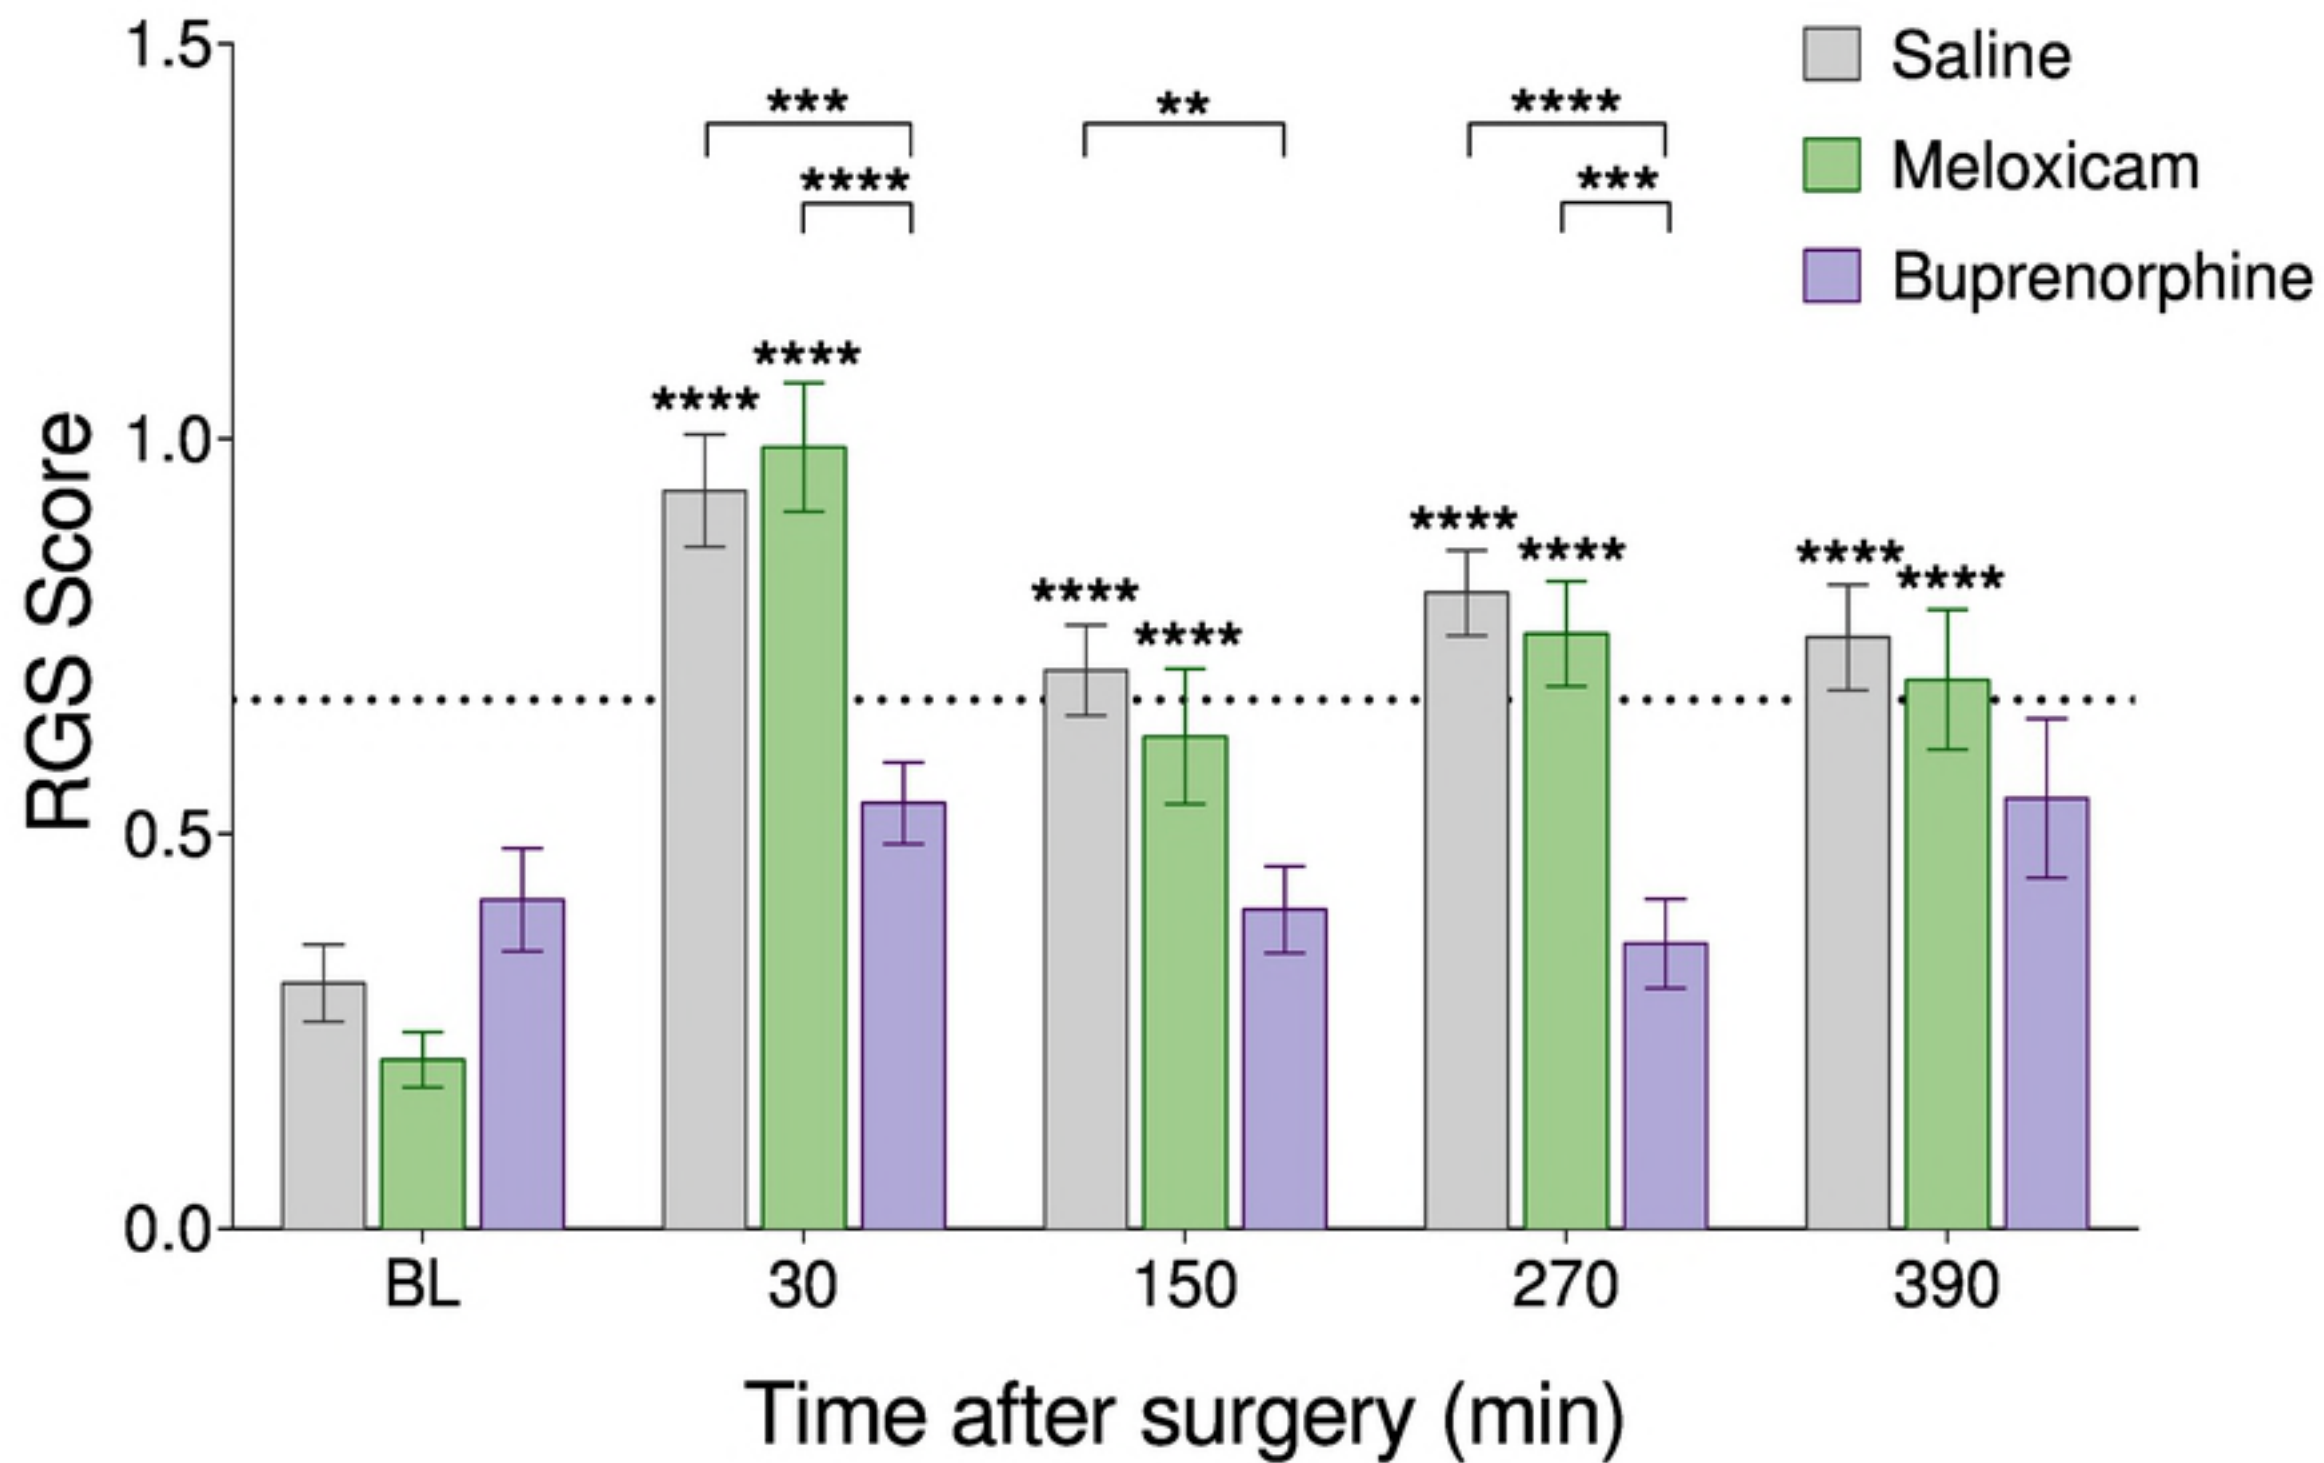 1.5
Saline
Meloxicam
Buprenorphine
*** ** ****
**** ***
**** ****
**** **** **** **** **** ****
RGS Score
1.0
0.5
0.0
BL 30 150 270 390
Time after surgery (min)